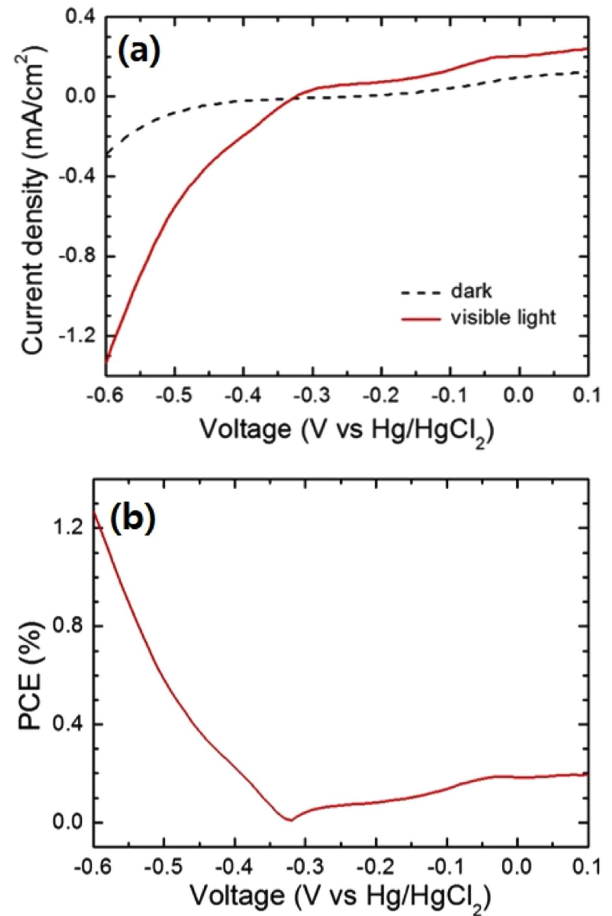 (a)
0.4
0.0
-0.4
-0.8
-1.2
Current density (mA/cm²)
dark
visible light
-0.6 -0.5 -0.4 -0.3 -0.2 -0.1 0.0 0.1
Voltage (V vs Hg/HgCl₂)
(b)
1.2
0.8
0.4
0.0
PCE (%)
-0.6 -0.5 -0.4 -0.3 -0.2 -0.1 0.0 0.1
Voltage (V vs Hg/HgCl₂)